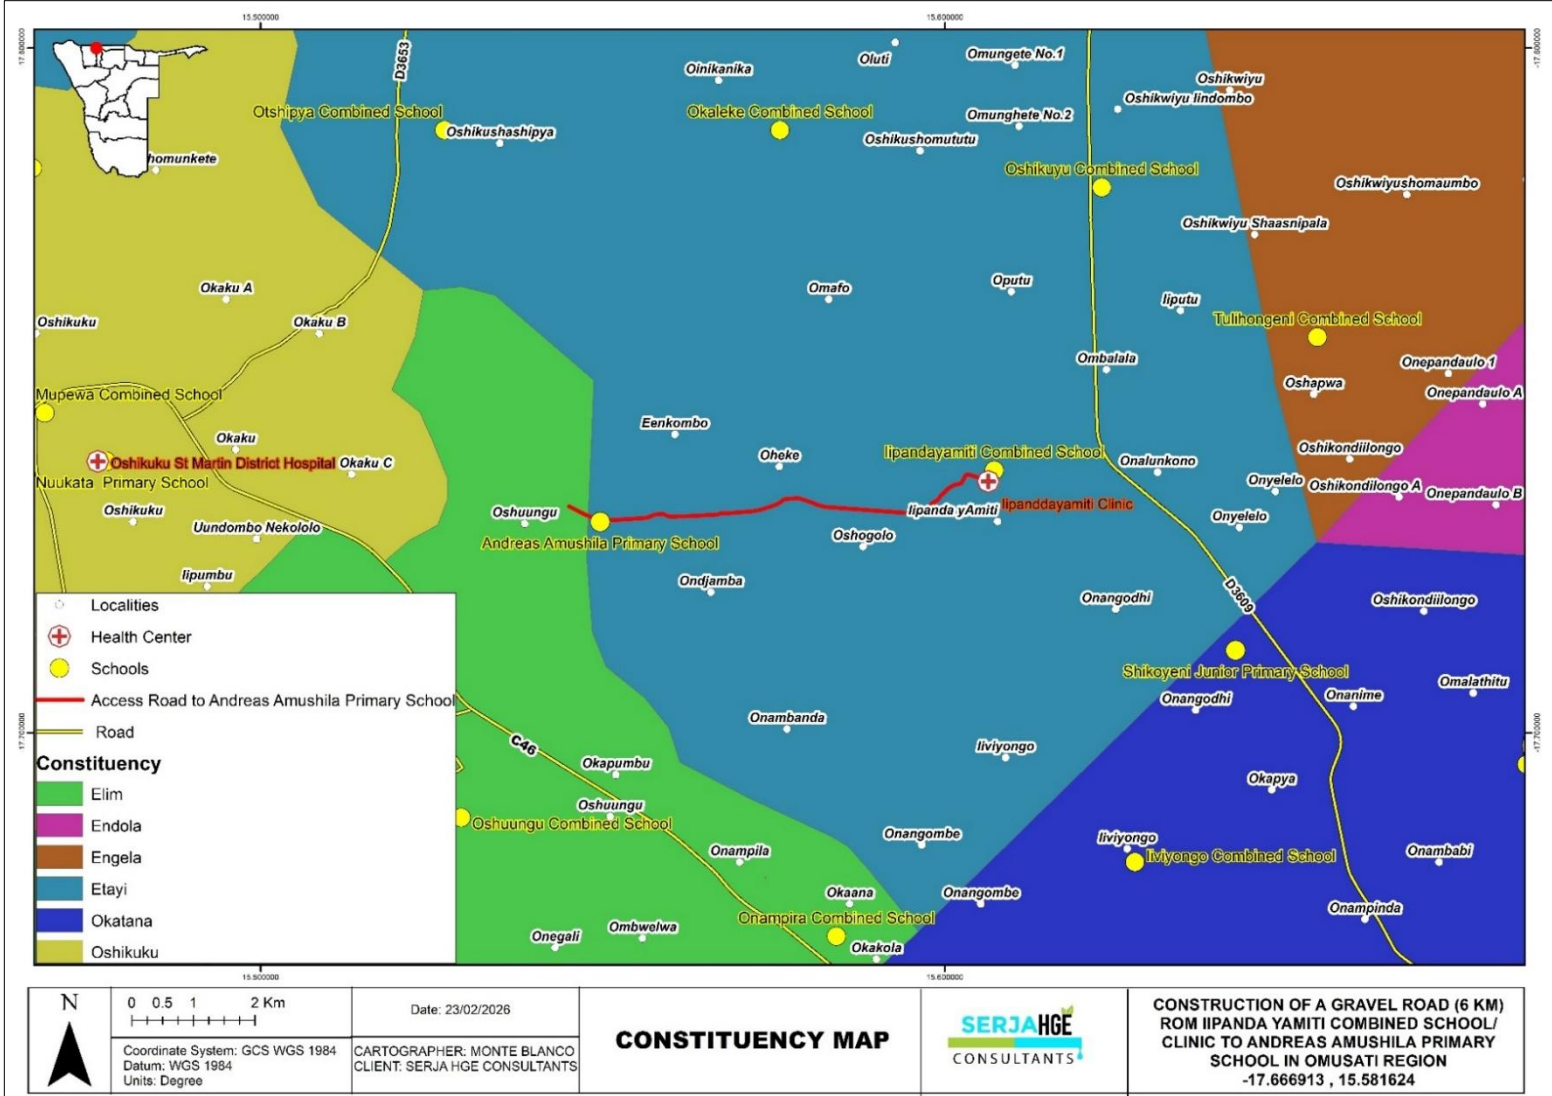 15.500000
15.600000
-17.600000
-17.600000
D3653
Oluti
Omungete No.1
Oinikanika
Oshikwiyu
Oshikwiyu Iindombo
Otshipya Combined School
Okaleke Combined School
Omunghete No.2
Oshikushashipya
Oshikushomututu
homunkete
Oshikuyu Combined School
Oshikwiyushomaumbo
Oshikwiyu Shaasnipala
Okaku A
Omafo
Oputu
Iiputu
Oshikuku
Okaku B
Tulihongeni Combined School
Ombalala
Onepandaulo 1
Oshapwa
Onepandaulo A
Mupewa Combined School
Eenkombo
Okaku
Iipandayamiti Combined School
Oshikondiilongo
Oshikuku St Martin District Hospital
Okaku C
Oheke
Onalunkono
Nuukata Primary School
Onyelelo
Oshikondiilongo A
Onepandaulo B
Oshikuku
Uundombo Nekololo
Oshuungu
Iipanda yAmiti
Iipanddayamiti Clinic
Onyelelo
Andreas Amushila Primary School
Oshogolo
Iipumbu
Ondjamba
Onangodhi
D3609
Oshikondiilongo
Localities
Health Center
Schools
Access Road to Andreas Amushila Primary School
Road
Constituency
Elim
Endola
Engela
Etayi
Okatana
Oshikuku
Shikoyeni Junior Primary School
Omalathitu
Onangodhi
Onanime
Onambanda
-17.700000
-17.700000
C46
Iiviyongo
Okapumbu
Okapya
Oshuungu
Oshuungu Combined School
Onangombe
Iiviyongo
Iiviyongo Combined School
Onampila
Onambabi
Okaana
Onangombe
Onampira Combined School
Onampinda
Onegali
Ombwelwa
Okakola
15.500000
15.600000
N
0 0.5 1 2 Km
Coordinate System: GCS WGS 1984
Datum: WGS 1984
Units: Degree
Date: 23/02/2026
CARTOGRAPHER: MONTE BLANCO
CLIENT: SERJA HGE CONSULTANTS
CONSTITUENCY MAP
SERJAHGE
CONSULTANTS
CONSTRUCTION OF A GRAVEL ROAD (6 KM)
ROM IIPANDA YAMITI COMBINED SCHOOL/
CLINIC TO ANDREAS AMUSHILA PRIMARY
SCHOOL IN OMUSATI REGION
-17.666913 , 15.581624